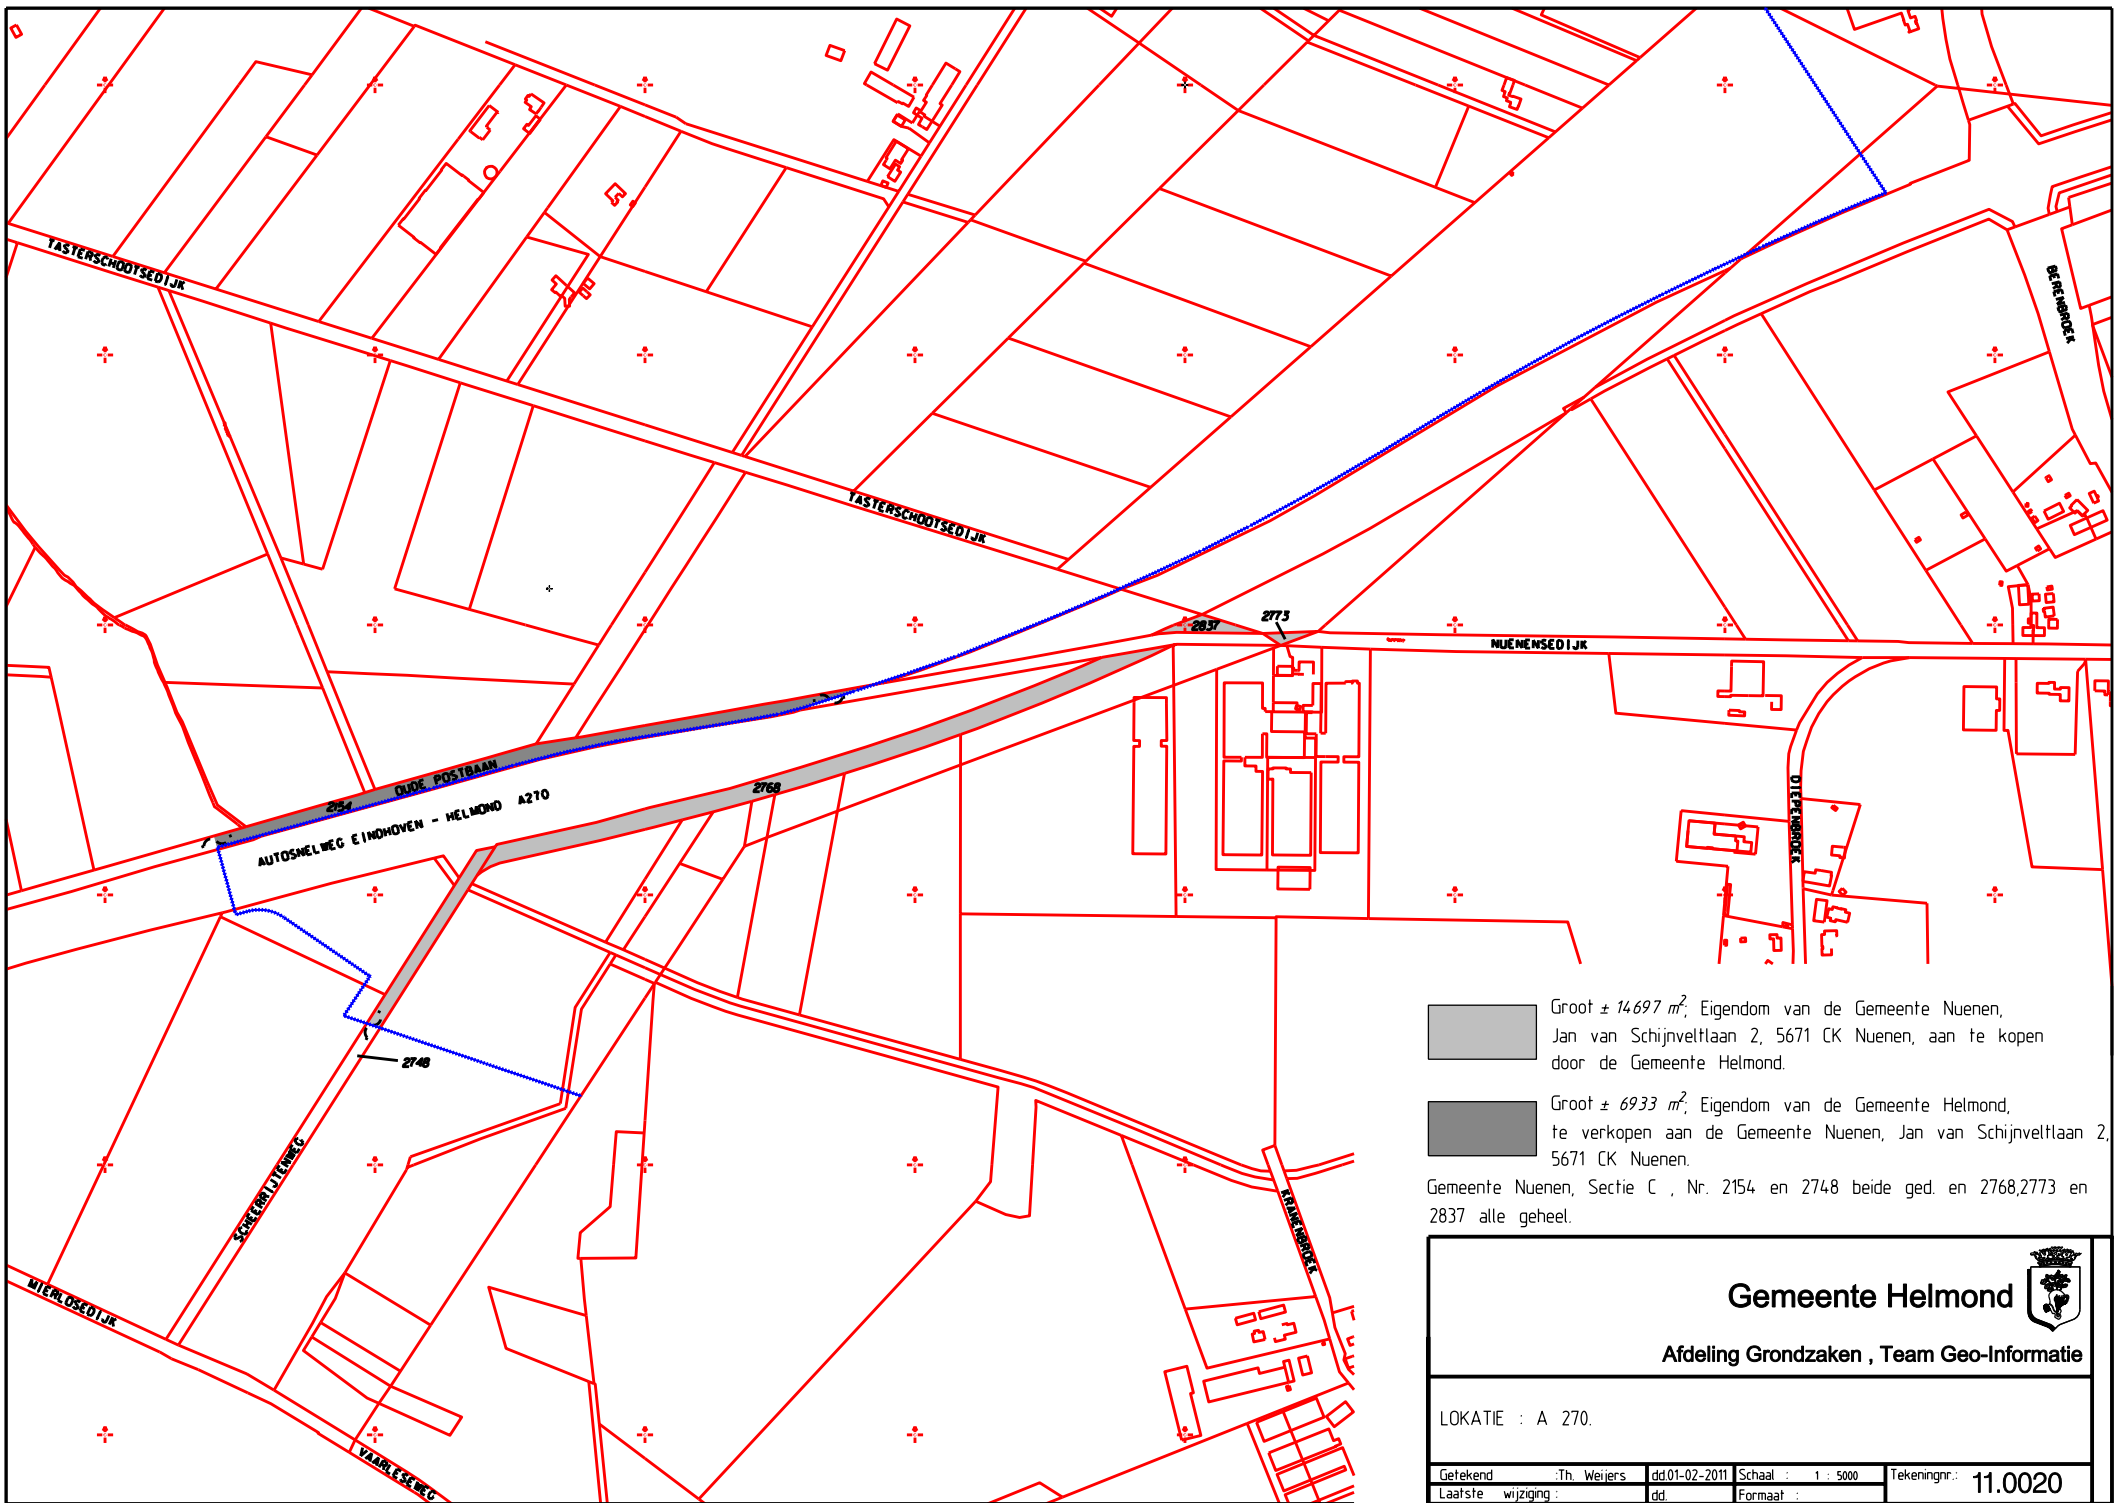 TASTERSCHOOTSEDIJK
BERENBROEK
TASTERSCHOOTSEDIJK
2773
2837
NUENENSEDIJK
OUDE POSTBAAN
2154
2768
AUTOSNELWEG EINDHOVEN - HELMOND A270
DIEPENBROEK
2748
SCHEERRIJTENWEG
KRANENBROEK
MIERLOSEDIJK
VAARLESEWEG
Groot ± 14697 m², Eigendom van de Gemeente Nuenen,
Jan van Schijnveltlaan 2, 5671 CK Nuenen, aan te kopen
door de Gemeente Helmond.
Groot ± 6933 m², Eigendom van de Gemeente Helmond,
te verkopen aan de Gemeente Nuenen, Jan van Schijnveltlaan 2,
5671 CK Nuenen.
Gemeente Nuenen, Sectie C , Nr. 2154 en 2748 beide ged. en 2768,2773 en
2837 alle geheel.
Gemeente Helmond
Afdeling Grondzaken , Team Geo-Informatie
LOKATIE : A 270.
Getekend :Th. Weijers dd.01-02-2011 Schaal : 1 : 5000 Tekeningnr.: 11.0020
Laatste wijziging : dd. Formaat :